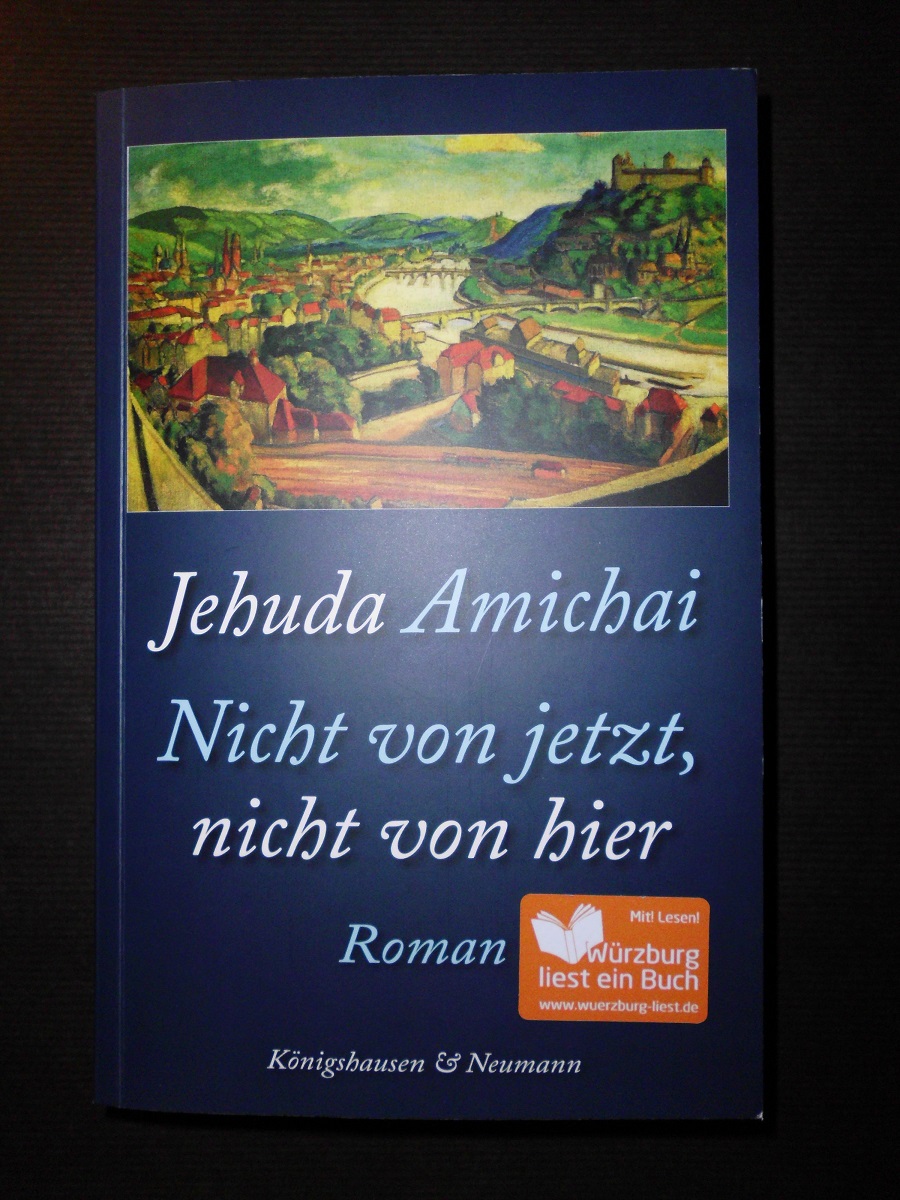 Jehuda Amichai
Nicht von jetzt,
nicht von hier
Roman
Mit! Lesen!
Würzburg
liest ein Buch
www.wuerzburg-liest.de
Königshausen & Neumann